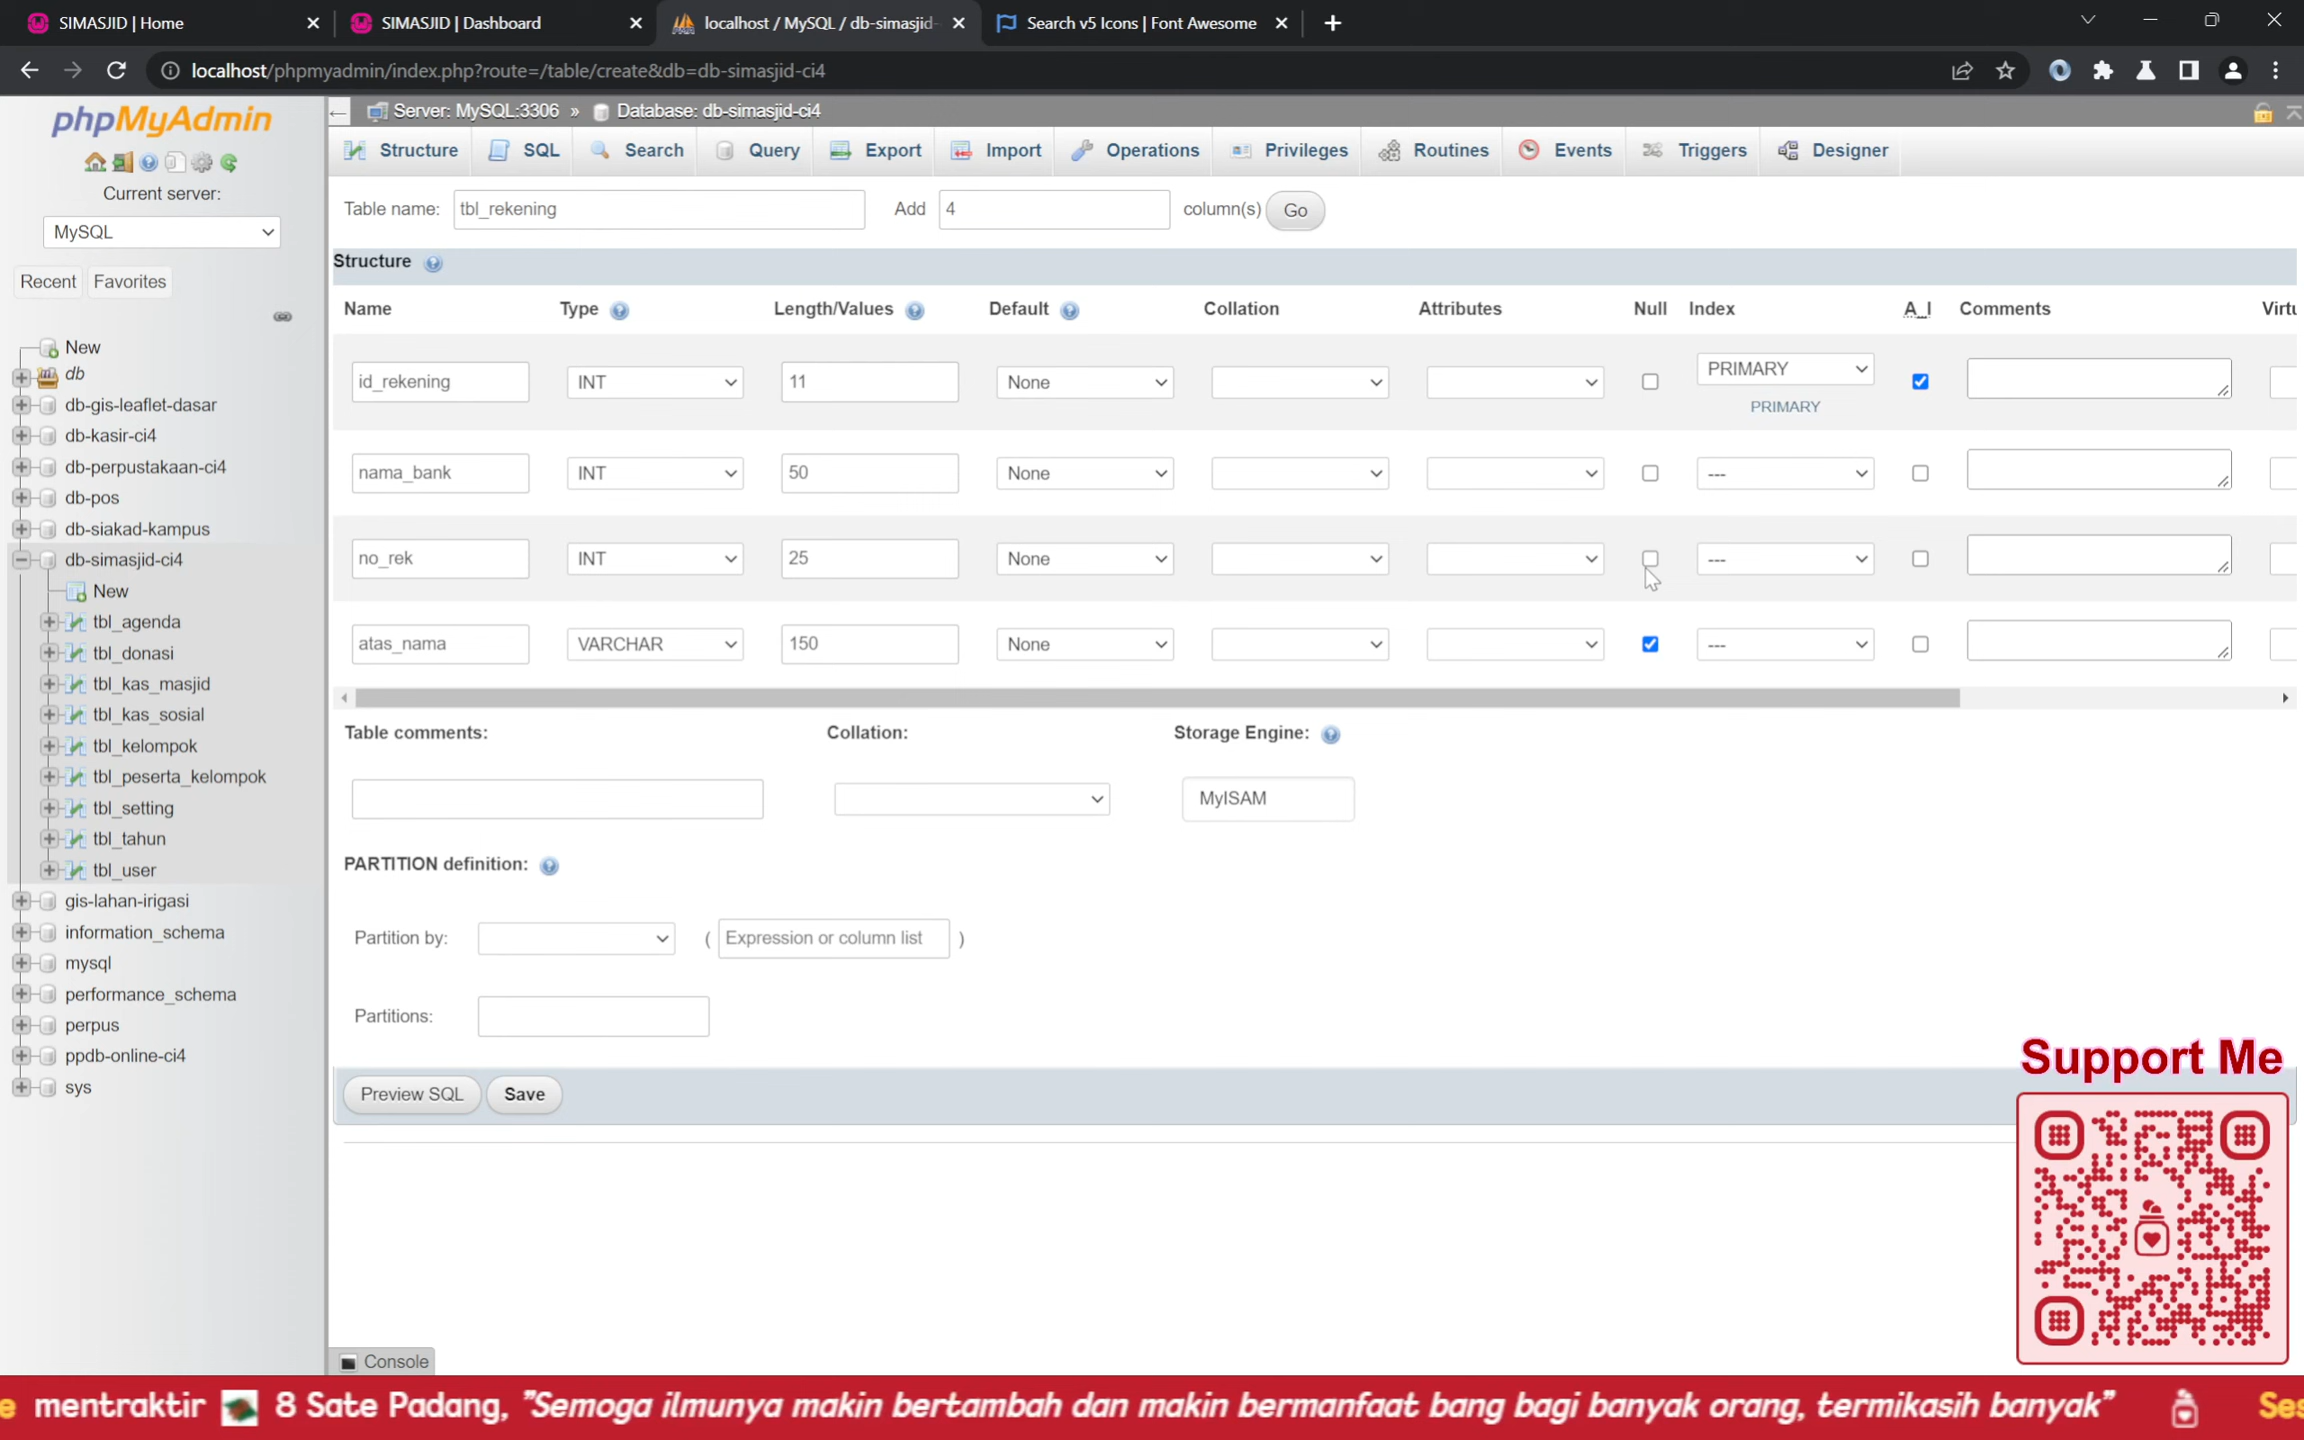 SIMASJID | Home
SIMASJID | Dashboard
localhost / MySQL / db-simasjid-
Search v5 Icons | Font Awesome
localhost/phpmyadmin/index.php?route=/table/create&db=db-simasjid-ci4
phpMyAdmin
Current server:
MySQL
Recent Favorites
New
db
db-gis-leaflet-dasar
db-kasir-ci4
db-perpustakaan-ci4
db-pos
db-siakad-kampus
db-simasjid-ci4
New
tbl_agenda
tbl_donasi
tbl_kas_masjid
tbl_kas_sosial
tbl_kelompok
tbl_peserta_kelompok
tbl_setting
tbl_tahun
tbl_user
gis-lahan-irigasi
information_schema
mysql
performance_schema
perpus
ppdb-online-ci4
sys
Server: MySQL:3306 » Database: db-simasjid-ci4
Structure SQL Search Query Export Import Operations Privileges Routines Events Triggers Designer
Table name: tbl_rekening Add 4 column(s) Go
Structure
Name Type Length/Values Default Collation Attributes Null Index A_I Comments Virtu
id_rekening INT 11 None PRIMARY
PRIMARY
nama_bank INT 50 None ---
no_rek INT 25 None ---
atas_nama VARCHAR 150 None ---
Table comments: Collation: Storage Engine:
MyISAM
PARTITION definition:
Partition by: ( Expression or column list )
Partitions:
Preview SQL Save
Console
Support Me
e mentraktir 8 Sate Padang, "Semoga ilmunya makin bertambah dan makin bermanfaat bang bagi banyak orang, termikasih banyak" Ses